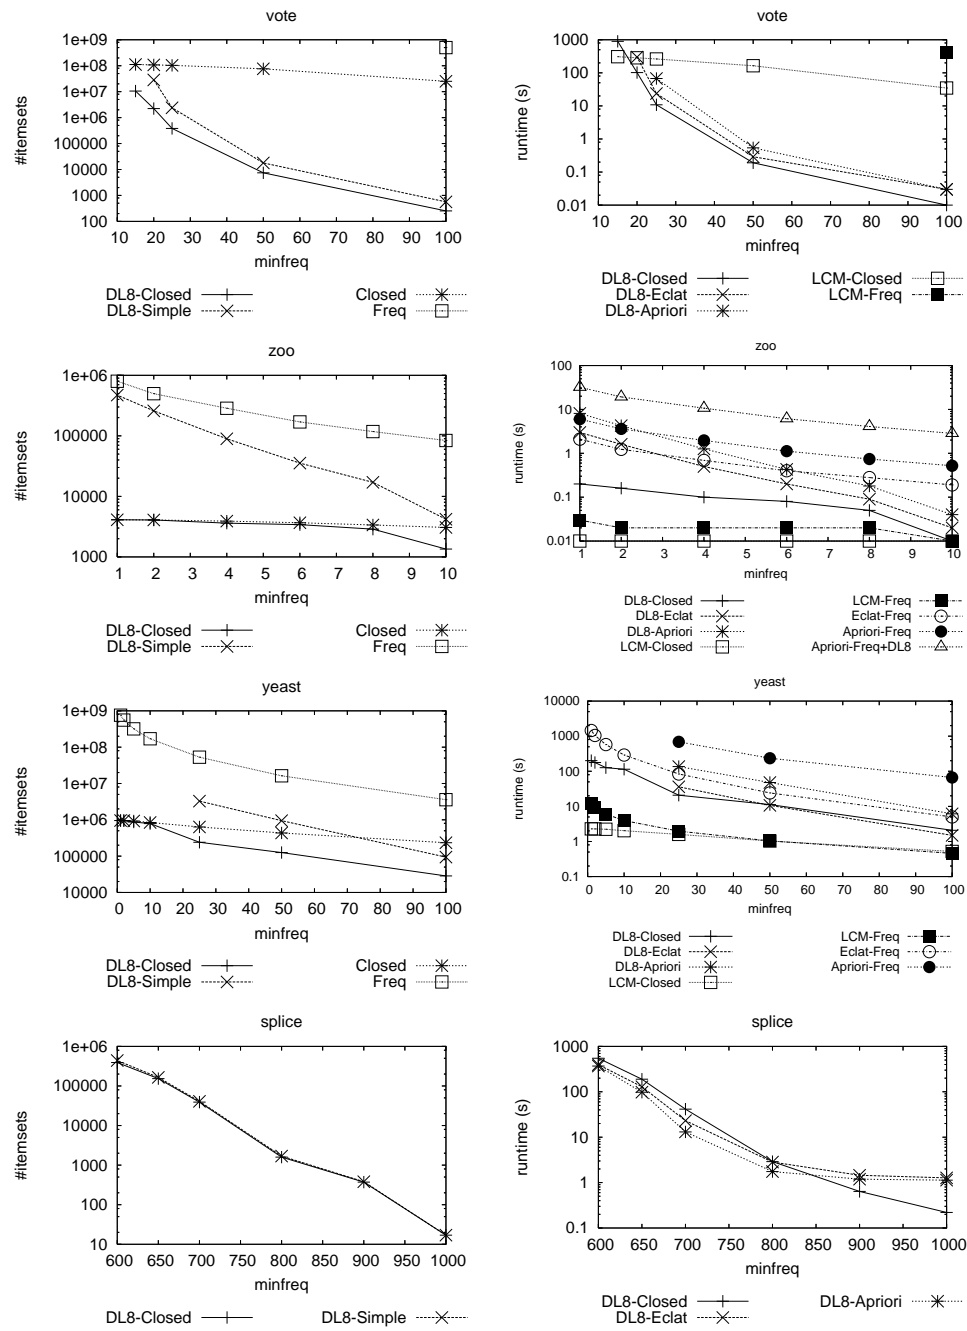 vote
1e+09
1e+08
1e+07
1e+06
100000
10000
1000
100
#itemsets
10 20 30 40 50 60 70 80 90 100
minfreq
DL8-Closed
DL8-Simple
Closed
Freq
vote
1000
100
10
1
0.1
0.01
runtime (s)
10 20 30 40 50 60 70 80 90 100
minfreq
DL8-Closed
DL8-Eclat
DL8-Apriori
LCM-Closed
LCM-Freq
zoo
1e+06
100000
10000
1000
#itemsets
1 2 3 4 5 6 7 8 9 10
minfreq
DL8-Closed
DL8-Simple
Closed
Freq
zoo
100
10
1
0.1
0.01
runtime (s)
1 2 3 4 5 6 7 8 9 10
minfreq
DL8-Closed
DL8-Eclat
DL8-Apriori
LCM-Closed
LCM-Freq
Eclat-Freq
Apriori-Freq
Apriori-Freq+DL8
yeast
1e+09
1e+08
1e+07
1e+06
100000
10000
#itemsets
0 10 20 30 40 50 60 70 80 90 100
minfreq
DL8-Closed
DL8-Simple
Closed
Freq
yeast
10000
1000
100
10
1
0.1
runtime (s)
0 10 20 30 40 50 60 70 80 90 100
minfreq
DL8-Closed
DL8-Eclat
DL8-Apriori
LCM-Closed
LCM-Freq
Eclat-Freq
Apriori-Freq
splice
1e+06
100000
10000
1000
100
10
#itemsets
600 650 700 750 800 850 900 950 1000
minfreq
DL8-Closed
DL8-Simple
splice
1000
100
10
1
0.1
runtime (s)
600 650 700 750 800 850 900 950 1000
minfreq
DL8-Closed
DL8-Eclat
DL8-Apriori